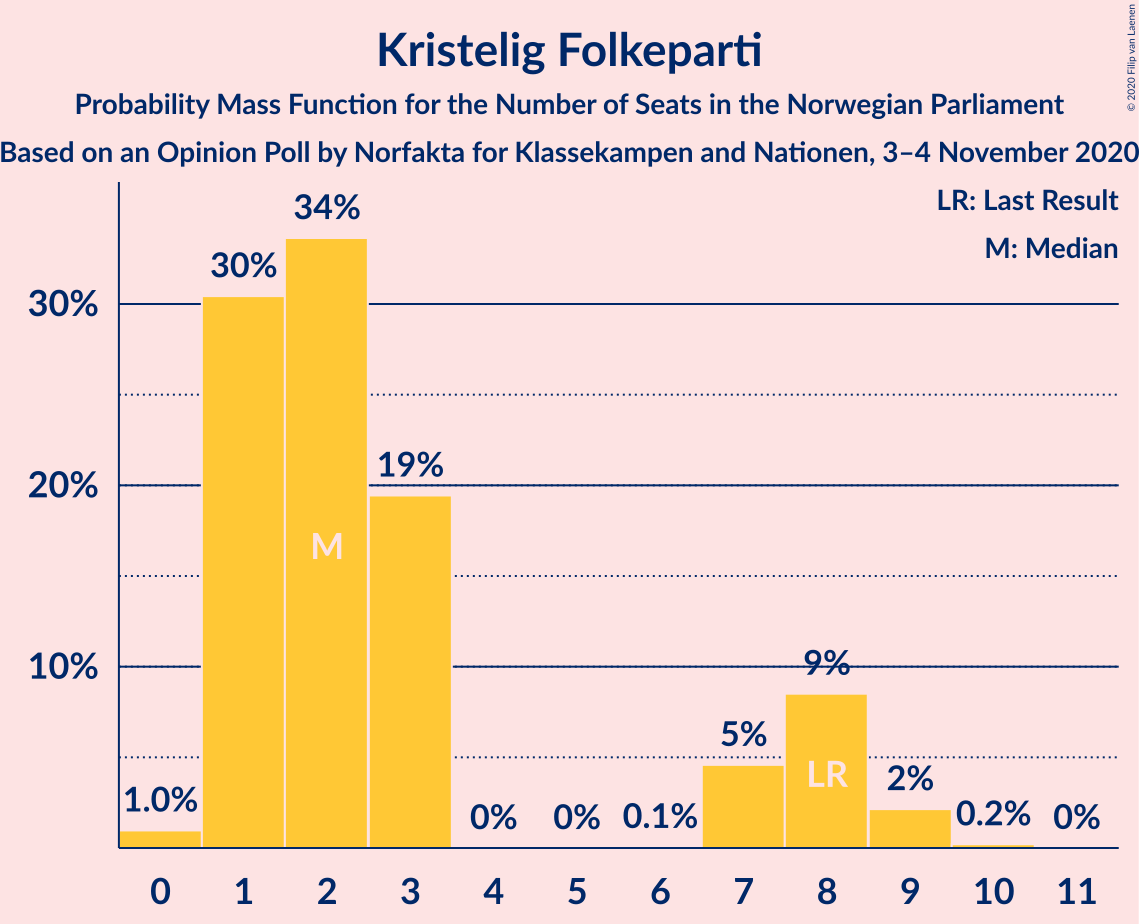 Kristelig Folkeparti
Probability Mass Function for the Number of Seats in the Norwegian Parliament
Based on an Opinion Poll by Norfakta for Klassekampen and Nationen, 3–4 November 2020
© 2020 Filip van Laenen
LR: Last Result
M: Median
34%
30%
30%
19%
20%
M
10%
9%
5%
LR
2%
1.0%
0%
0%
0.1%
0.2%
0%
0 1 2 3 4 5 6 7 8 9 10 11